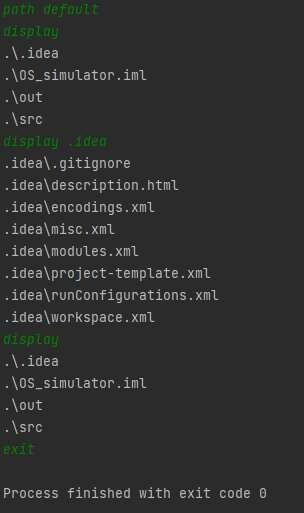 path default
display
.\.idea
.\OS_simulator.iml
.\out
.\src
display .idea
.idea\.gitignore
.idea\description.html
.idea\encodings.xml
.idea\misc.xml
.idea\modules.xml
.idea\project-template.xml
.idea\runConfigurations.xml
.idea\workspace.xml
display
.\.idea
.\OS_simulator.iml
.\out
.\src
exit
Process finished with exit code 0